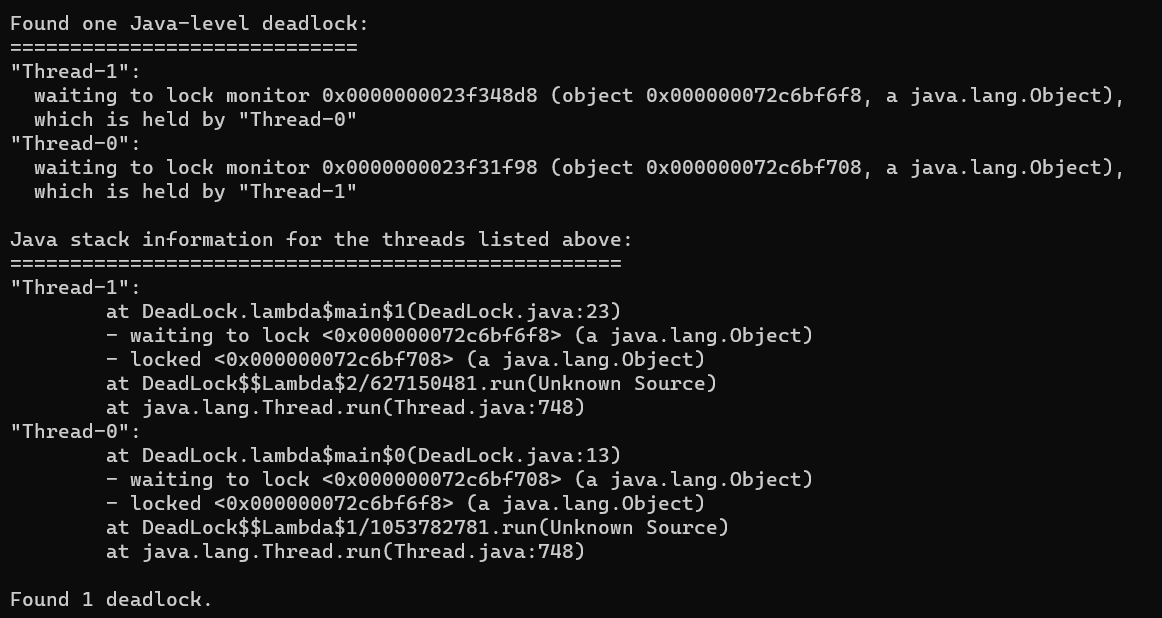 Found one Java-level deadlock:
=============================
"Thread-1":
  waiting to lock monitor 0x0000000023f348d8 (object 0x000000072c6bf6f8, a java.lang.Object),
  which is held by "Thread-0"
"Thread-0":
  waiting to lock monitor 0x0000000023f31f98 (object 0x000000072c6bf708, a java.lang.Object),
  which is held by "Thread-1"

Java stack information for the threads listed above:
===================================================
"Thread-1":
        at DeadLock.lambda$main$1(DeadLock.java:23)
        - waiting to lock <0x000000072c6bf6f8> (a java.lang.Object)
        - locked <0x000000072c6bf708> (a java.lang.Object)
        at DeadLock$$Lambda$2/627150481.run(Unknown Source)
        at java.lang.Thread.run(Thread.java:748)
"Thread-0":
        at DeadLock.lambda$main$0(DeadLock.java:13)
        - waiting to lock <0x000000072c6bf708> (a java.lang.Object)
        - locked <0x000000072c6bf6f8> (a java.lang.Object)
        at DeadLock$$Lambda$1/1053782781.run(Unknown Source)
        at java.lang.Thread.run(Thread.java:748)

Found 1 deadlock.